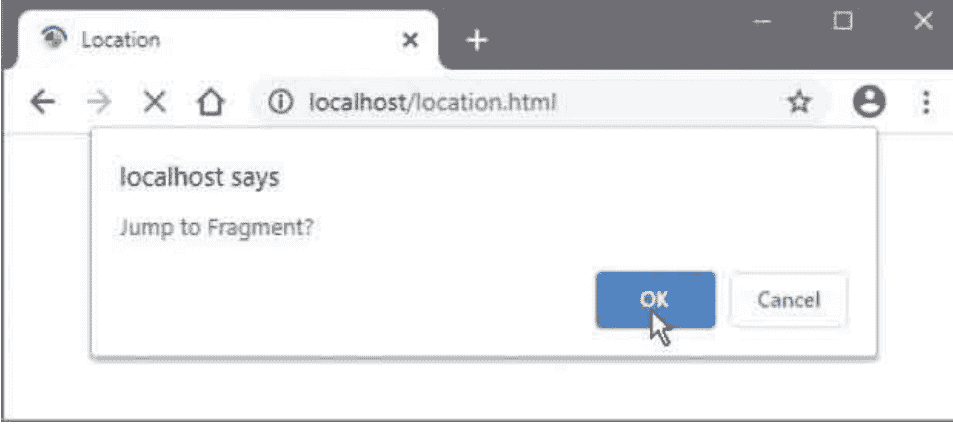 Location
localhost/location.html
localhost says
Jump to Fragment?
OK
Cancel